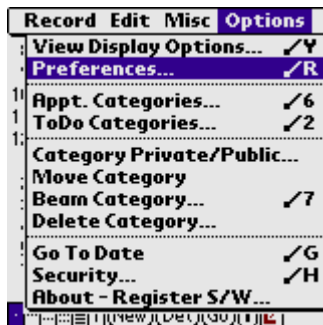 Record Edit Misc Options
View Display Options... /Y
Preferences... /R
Appt. Categories... /6
ToDo Categories... /2
Category Private/Public...
Move Category
Beam Category... /7
Delete Category...
Go To Date /G
Security... /H
About - Register S/W...